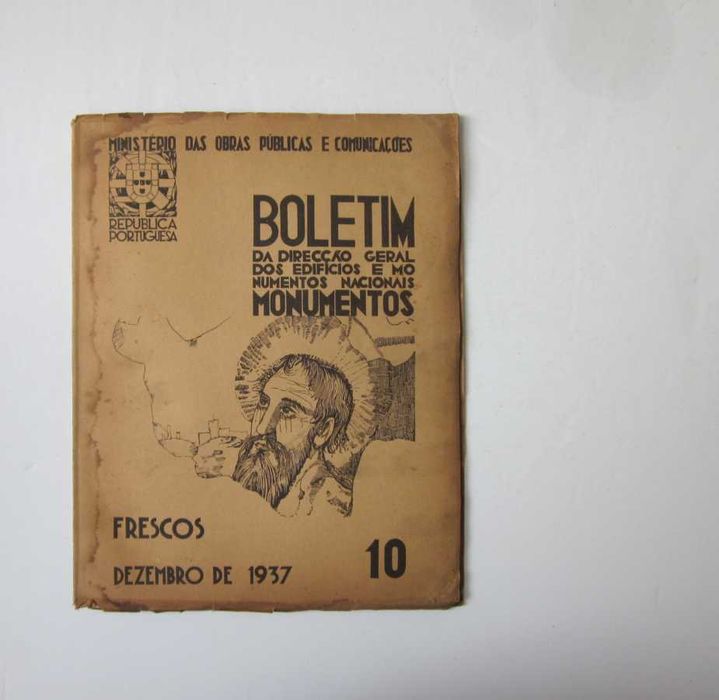 MINISTÉRIO DAS OBRAS PÚBLICAS E COMUNICAÇÕES
REPÚBLICA
PORTUGUESA
BOLETIM
DA DIRECÇÃO GERAL
DOS EDIFÍCIOS E MO
NUMENTOS NACIONAIS
MONUMENTOS
FRESCOS
10
DEZEMBRO DE 1937